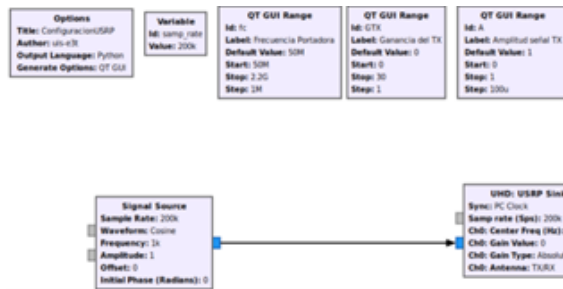 Options
Title: ConfiguracionUSRP
Author: uis-e3t
Output Language: Python
Generate Options: QT GUI
Variable
Id: samp_rate
Value: 200k
QT GUI Range
Id: fc
Label: Frecuencia Portadora
Default Value: 50M
Start: 50M
Stop: 2.2G
Step: 1M
QT GUI Range
Id: GTX
Label: Ganancia del TX
Default Value: 0
Start: 0
Stop: 30
Step: 1
QT GUI Range
Id: A
Label: Amplitud señal TX
Default Value: 1
Start: 0
Stop: 1
Step: 100u
Signal Source
Sample Rate: 200k
Waveform: Cosine
Frequency: 1k
Amplitude: 1
Offset: 0
Initial Phase (Radians): 0
UHD: USRP Sink
Sync: PC Clock
Samp rate (Sps): 200k
Ch0: Center Freq (Hz):
Ch0: Gain Value: 0
Ch0: Gain Type: Absolu
Ch0: Antenna: TX/RX